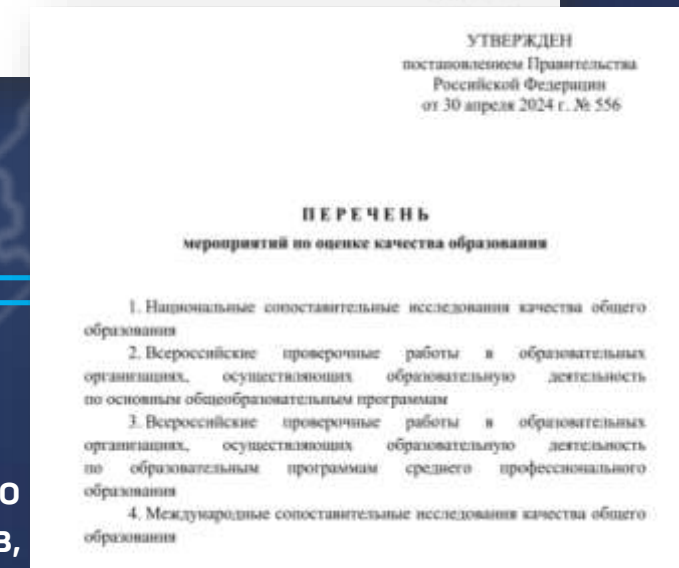 УТВЕРЖДЕН
постановлением Правительства
Российской Федерации
от 30 апреля 2024 г. № 556
ПЕРЕЧЕНЬ
мероприятий по оценке качества образования
1. Национальные сопоставительные исследования качества общего
образования
2. Всероссийские проверочные работы в образовательных
организациях, осуществляющих образовательную деятельность
по основным общеобразовательным программам
3. Всероссийские проверочные работы в образовательных
организациях, осуществляющих образовательную деятельность
по образовательным программам среднего профессионального
образования
4. Международные сопоставительные исследования качества общего
образования
о
в,